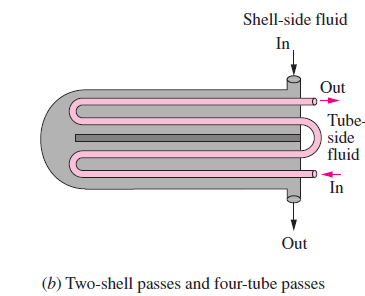 Shell-side fluid
In
Out
Tube-
side
fluid
In
Out
(b) Two-shell passes and four-tube passes